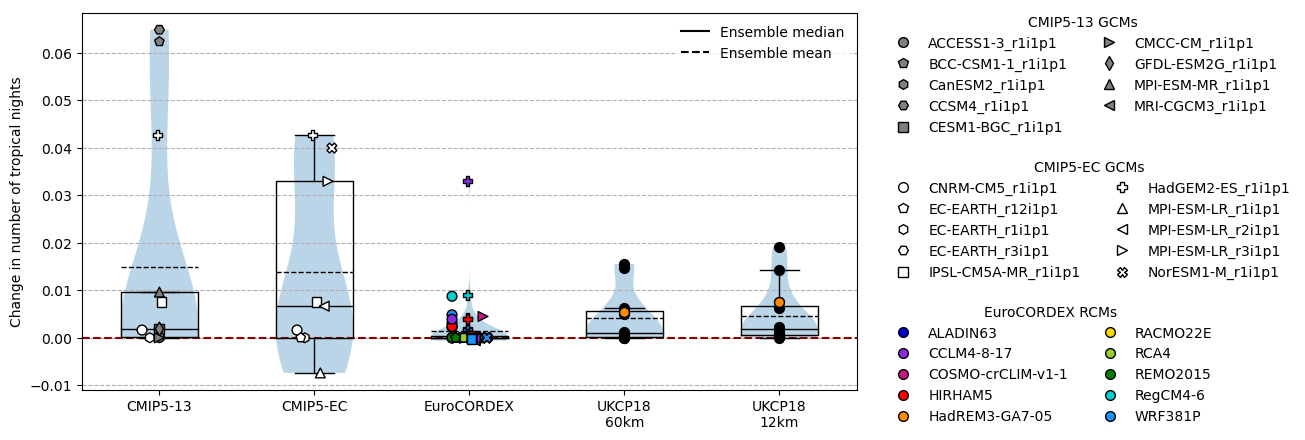 Change in number of tropical nights
0.06
0.05
0.04
0.03
0.02
0.01
0.00
−0.01
Ensemble median
Ensemble mean
CMIP5-13
CMIP5-EC
EuroCORDEX
UKCP18
60km
UKCP18
12km
CMIP5-13 GCMs
ACCESS1-3_r1i1p1
BCC-CSM1-1_r1i1p1
CanESM2_r1i1p1
CCSM4_r1i1p1
CESM1-BGC_r1i1p1
CMCC-CM_r1i1p1
GFDL-ESM2G_r1i1p1
MPI-ESM-MR_r1i1p1
MRI-CGCM3_r1i1p1
CMIP5-EC GCMs
CNRM-CM5_r1i1p1
EC-EARTH_r12i1p1
EC-EARTH_r1i1p1
EC-EARTH_r3i1p1
IPSL-CM5A-MR_r1i1p1
HadGEM2-ES_r1i1p1
MPI-ESM-LR_r1i1p1
MPI-ESM-LR_r2i1p1
MPI-ESM-LR_r3i1p1
NorESM1-M_r1i1p1
EuroCORDEX RCMs
ALADIN63
CCLM4-8-17
COSMO-crCLIM-v1-1
HIRHAM5
HadREM3-GA7-05
RACMO22E
RCA4
REMO2015
RegCM4-6
WRF381P